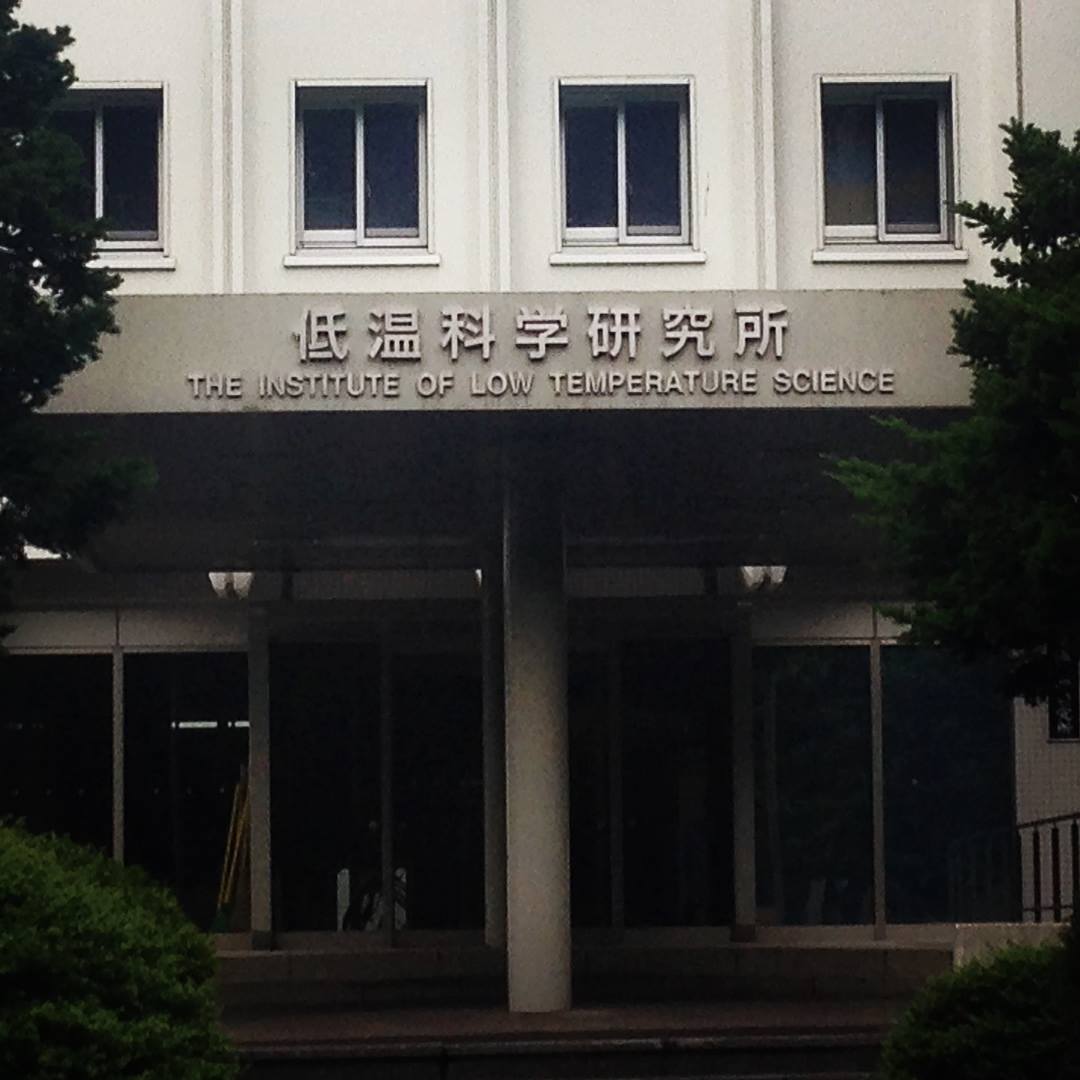 低温科学研究所
THE INSTITUTE OF LOW TEMPERATURE SCIENCE